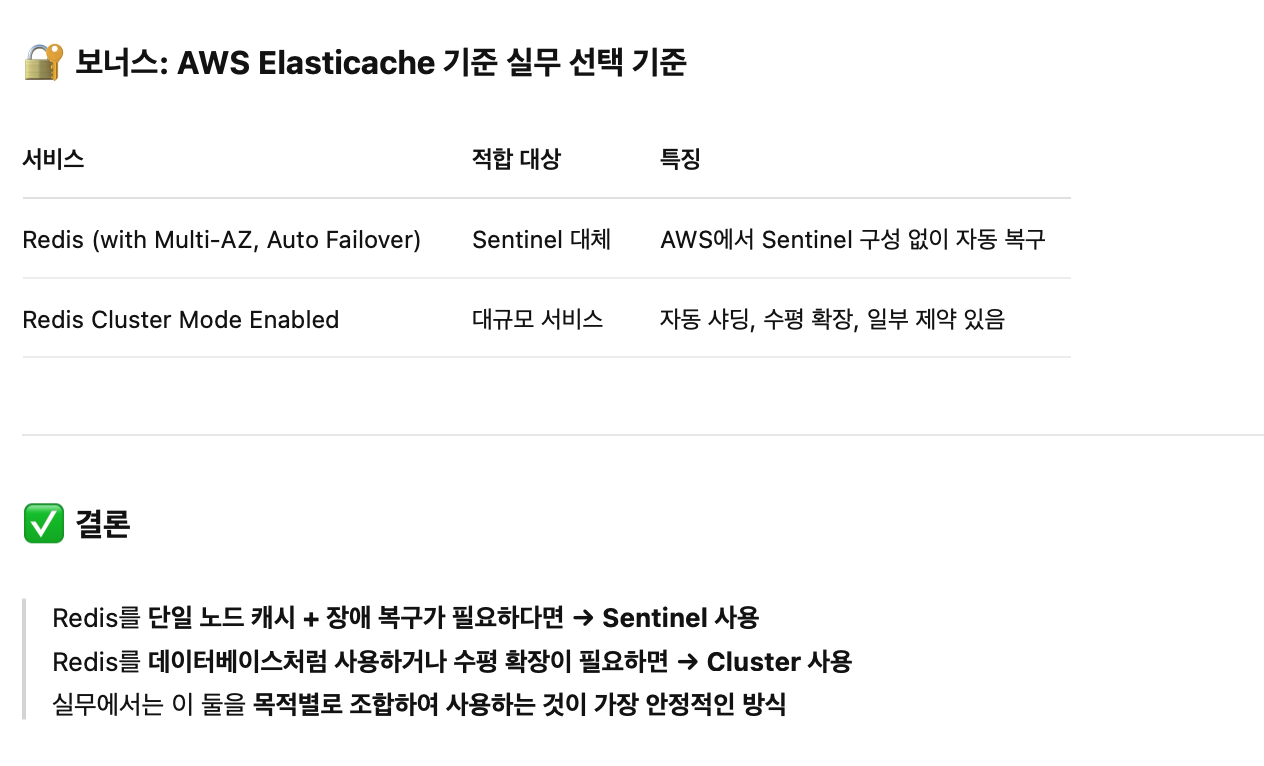 🔐 보너스: AWS Elasticache 기준 실무 선택 기준
서비스 적합 대상 특징
Redis (with Multi-AZ, Auto Failover) Sentinel 대체 AWS에서 Sentinel 구성 없이 자동 복구
Redis Cluster Mode Enabled 대규모 서비스 자동 샤딩, 수평 확장, 일부 제약 있음
✅ 결론
Redis를 단일 노드 캐시 + 장애 복구가 필요하다면 → Sentinel 사용
Redis를 데이터베이스처럼 사용하거나 수평 확장이 필요하면 → Cluster 사용
실무에서는 이 둘을 목적별로 조합하여 사용하는 것이 가장 안정적인 방식